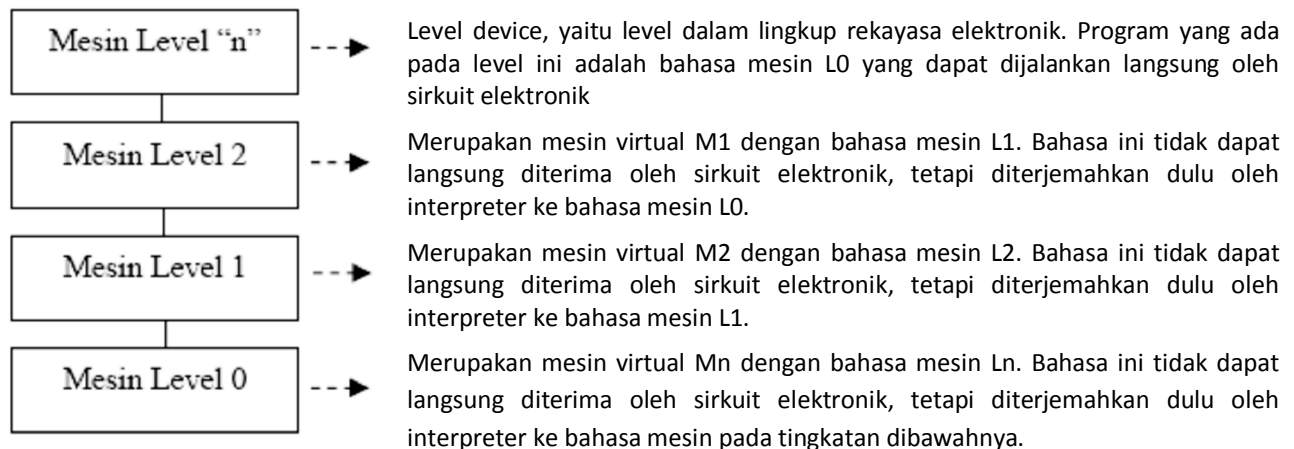 Mesin Level “n”
Level device, yaitu level dalam lingkup rekayasa elektronik. Program yang ada
pada level ini adalah bahasa mesin L0 yang dapat dijalankan langsung oleh
sirkuit elektronik
Mesin Level 2
Merupakan mesin virtual M1 dengan bahasa mesin L1. Bahasa ini tidak dapat
langsung diterima oleh sirkuit elektronik, tetapi diterjemahkan dulu oleh
interpreter ke bahasa mesin L0.
Mesin Level 1
Merupakan mesin virtual M2 dengan bahasa mesin L2. Bahasa ini tidak dapat
langsung diterima oleh sirkuit elektronik, tetapi diterjemahkan dulu oleh
interpreter ke bahasa mesin L1.
Mesin Level 0
Merupakan mesin virtual Mn dengan bahasa mesin Ln. Bahasa ini tidak dapat
langsung diterima oleh sirkuit elektronik, tetapi diterjemahkan dulu oleh
interpreter ke bahasa mesin pada tingkatan dibawahnya.